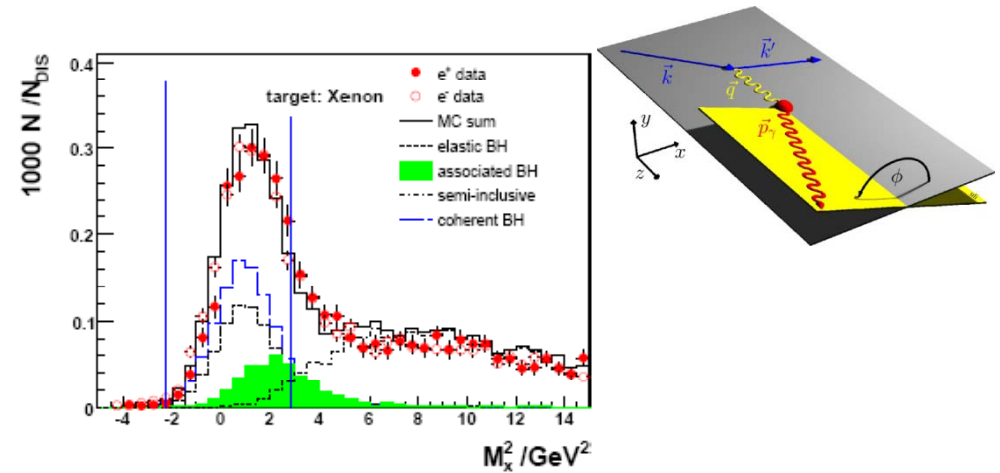 1000 N /N_DIS
0.4
0.3
0.2
0.1
0
target: Xenon
e⁺ data
e⁻ data
MC sum
elastic BH
associated BH
semi-inclusive
coherent BH
-4 -2 0 2 4 6 8 10 12 14
M_x² /GeV²
k⃗
k⃗′
q⃗
p⃗_γ
y
x
z
ϕ